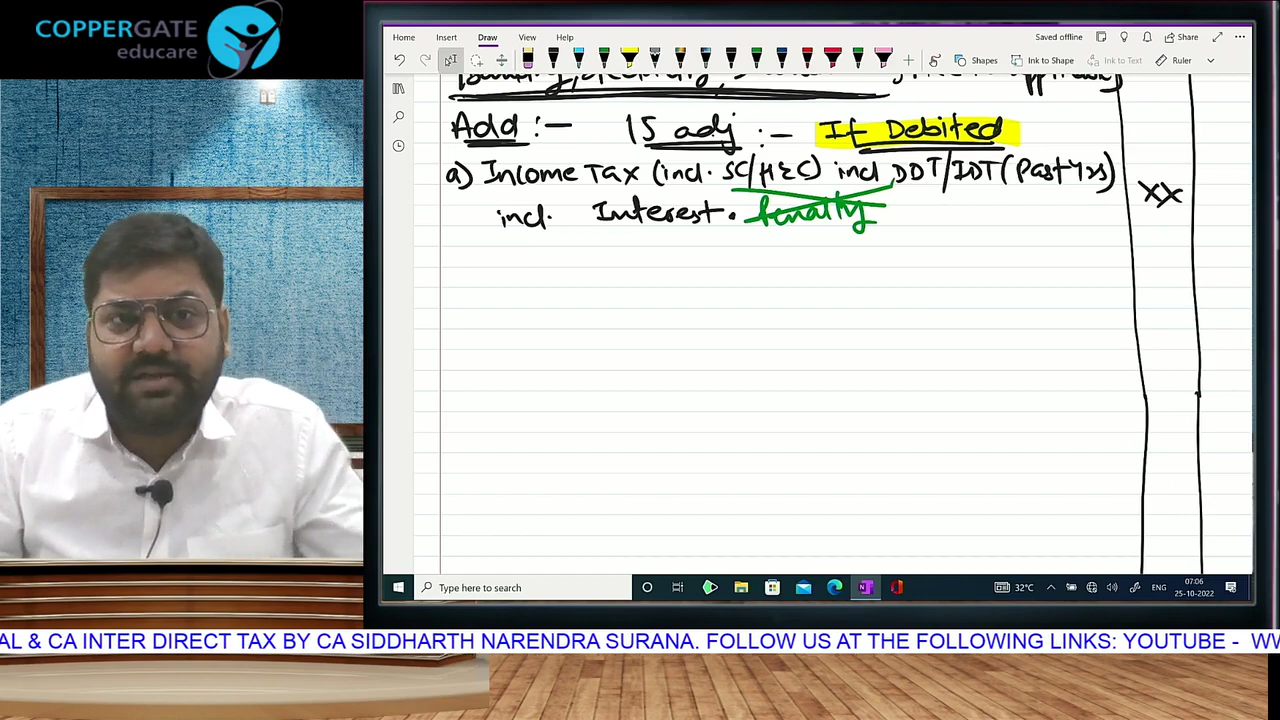 COPPERGATE
educare
Home Insert Draw View Help
Saved offline
Share
Shapes
Ink to Shape
Ink to Text
Ruler
Add :- 15 adj :- If Debited
a) Income Tax (incl. SC/HEC) incl DDT/IDT (Past Yrs)
incl. Interest. Penalty
XX
Type here to search
32°C
ENG
07:06
25-10-2022
AL & CA INTER DIRECT TAX BY CA SIDDHARTH NARENDRA SURANA. FOLLOW US AT THE FOLLOWING LINKS: YOUTUBE - WW